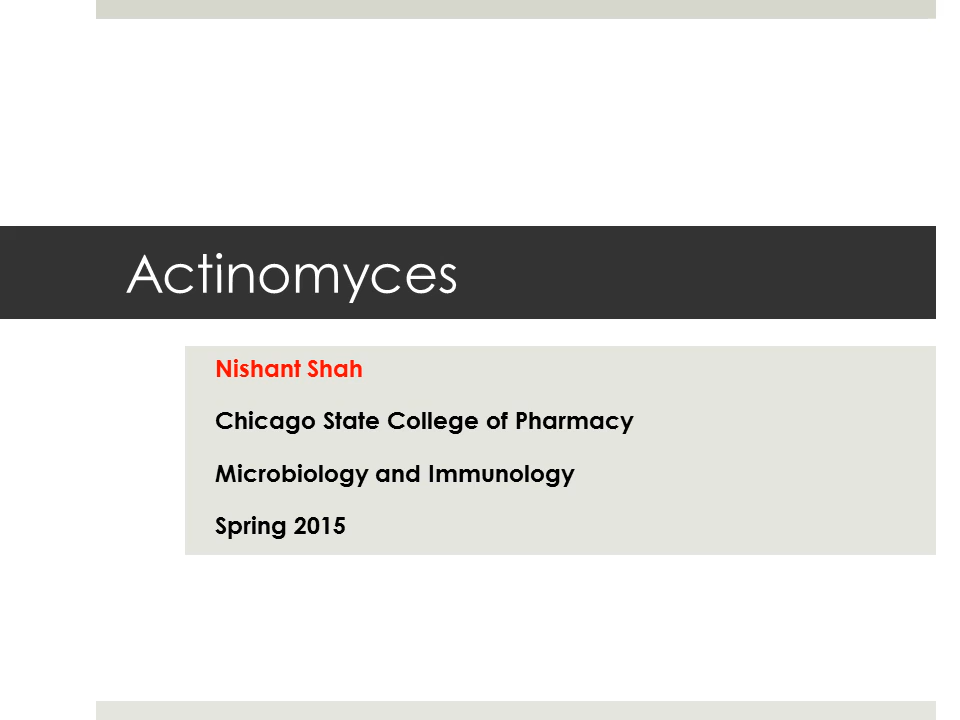 Actinomyces
Nishant Shah
Chicago State College of Pharmacy
Microbiology and Immunology
Spring 2015